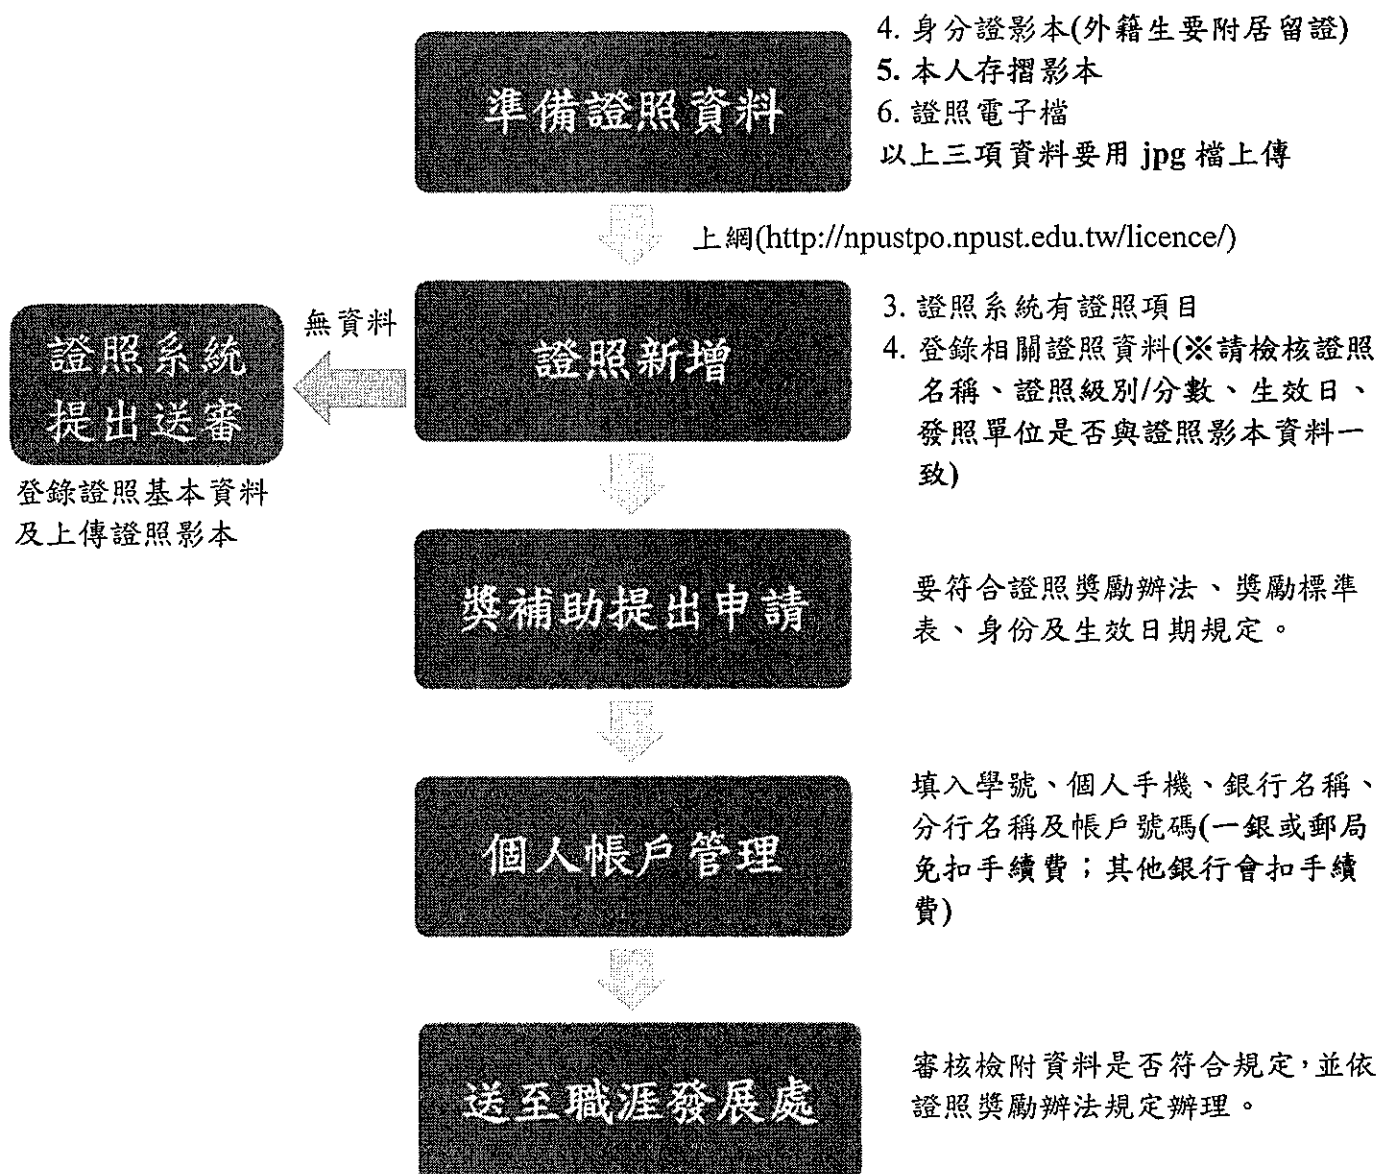 準備證照資料
4. 身分證影本(外籍生要附居留證)
5. 本人存摺影本
6. 證照電子檔
以上三項資料要用 jpg 檔上傳
上網(http://npustpo.npust.edu.tw/licence/)
證照新增
3. 證照系統有證照項目
4. 登錄相關證照資料(※請檢核證照
名稱、證照級別/分數、生效日、
發照單位是否與證照影本資料一
致)
無資料
證照系統
提出送審
登錄證照基本資料
及上傳證照影本
獎補助提出申請
要符合證照獎勵辦法、獎勵標準
表、身份及生效日期規定。
個人帳戶管理
填入學號、個人手機、銀行名稱、
分行名稱及帳戶號碼(一銀或郵局
免扣手續費；其他銀行會扣手續
費)
送至職涯發展處
審核檢附資料是否符合規定，並依
證照獎勵辦法規定辦理。